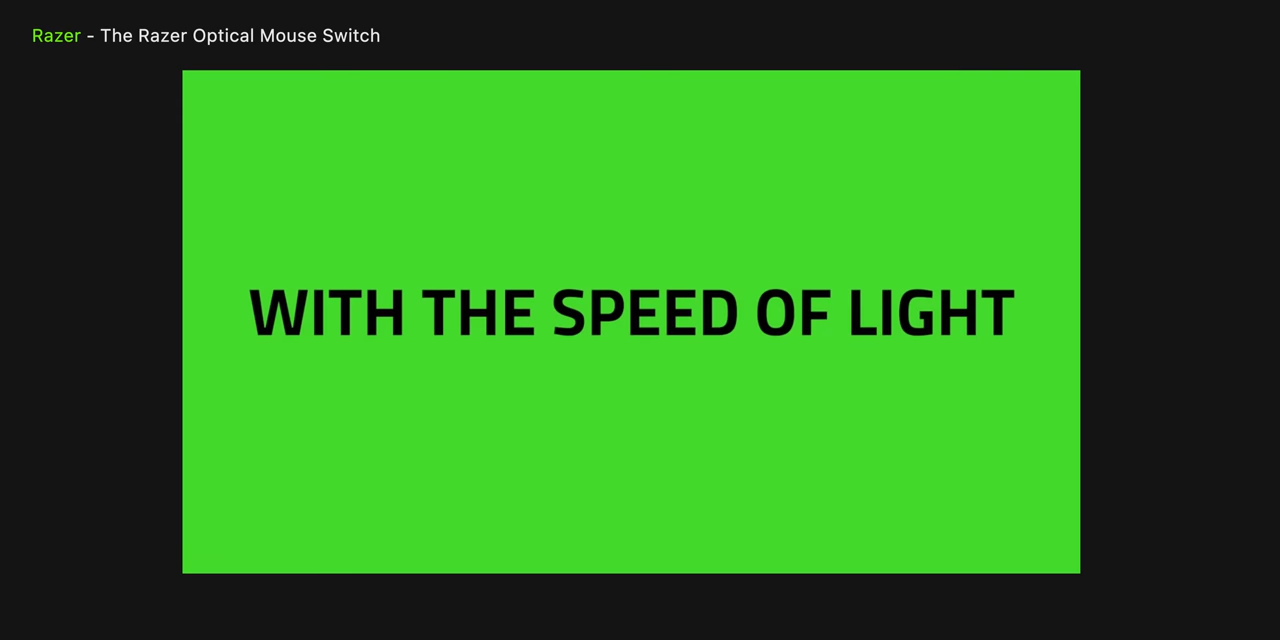 Razer - The Razer Optical Mouse Switch
WITH THE SPEED OF LIGHT